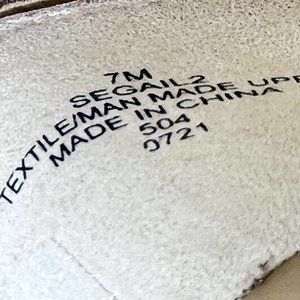 7M
SEGAIL2
TEXTILE/MAN MADE UPP
MADE IN CHINA
504
0721